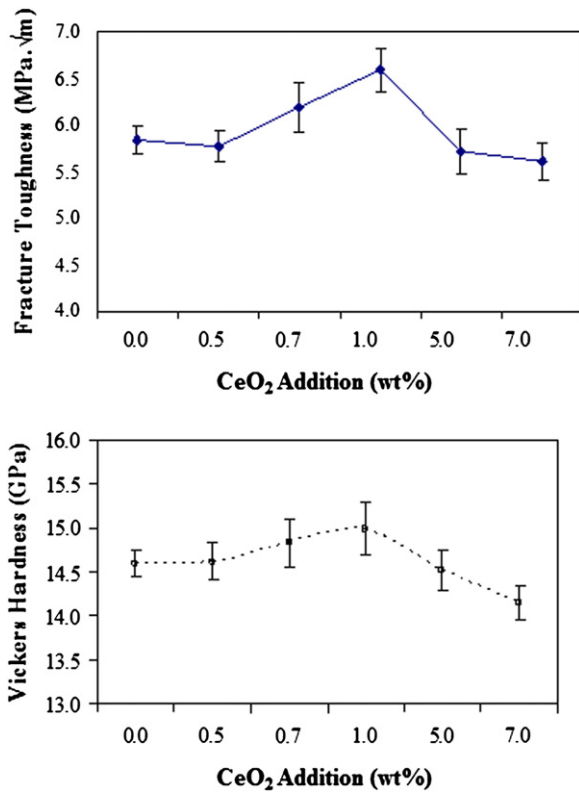 Fracture Toughness (MPa.√m)
7.0
6.5
6.0
5.5
5.0
4.5
4.0
0.0 0.5 0.7 1.0 5.0 7.0
CeO₂ Addition (wt%)
Vickers Hardness (GPa)
16.0
15.5
15.0
14.5
14.0
13.5
13.0
0.0 0.5 0.7 1.0 5.0 7.0
CeO₂ Addition (wt%)